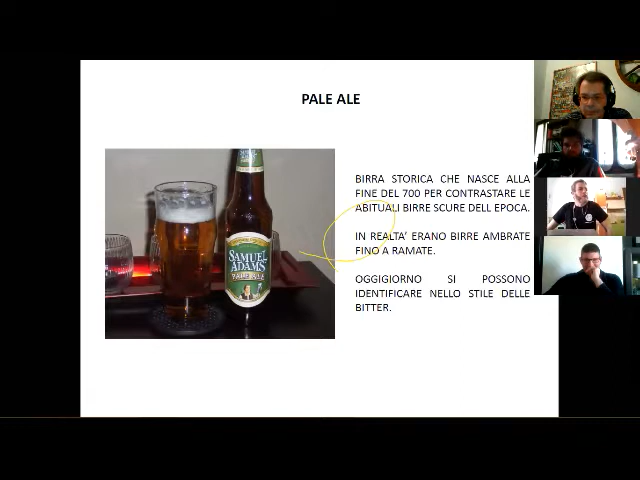 PALE ALE
BIRRA STORICA CHE NASCE ALLA
FINE DEL 700 PER CONTRASTARE LE
ABITUALI BIRRE SCURE DELL EPOCA.
IN REALTA’ ERANO BIRRE AMBRATE
FINO A RAMATE.
OGGIGIORNO SI POSSONO
IDENTIFICARE NELLO STILE DELLE
BITTER.
SAMUEL
ADAMS
PALE ALE